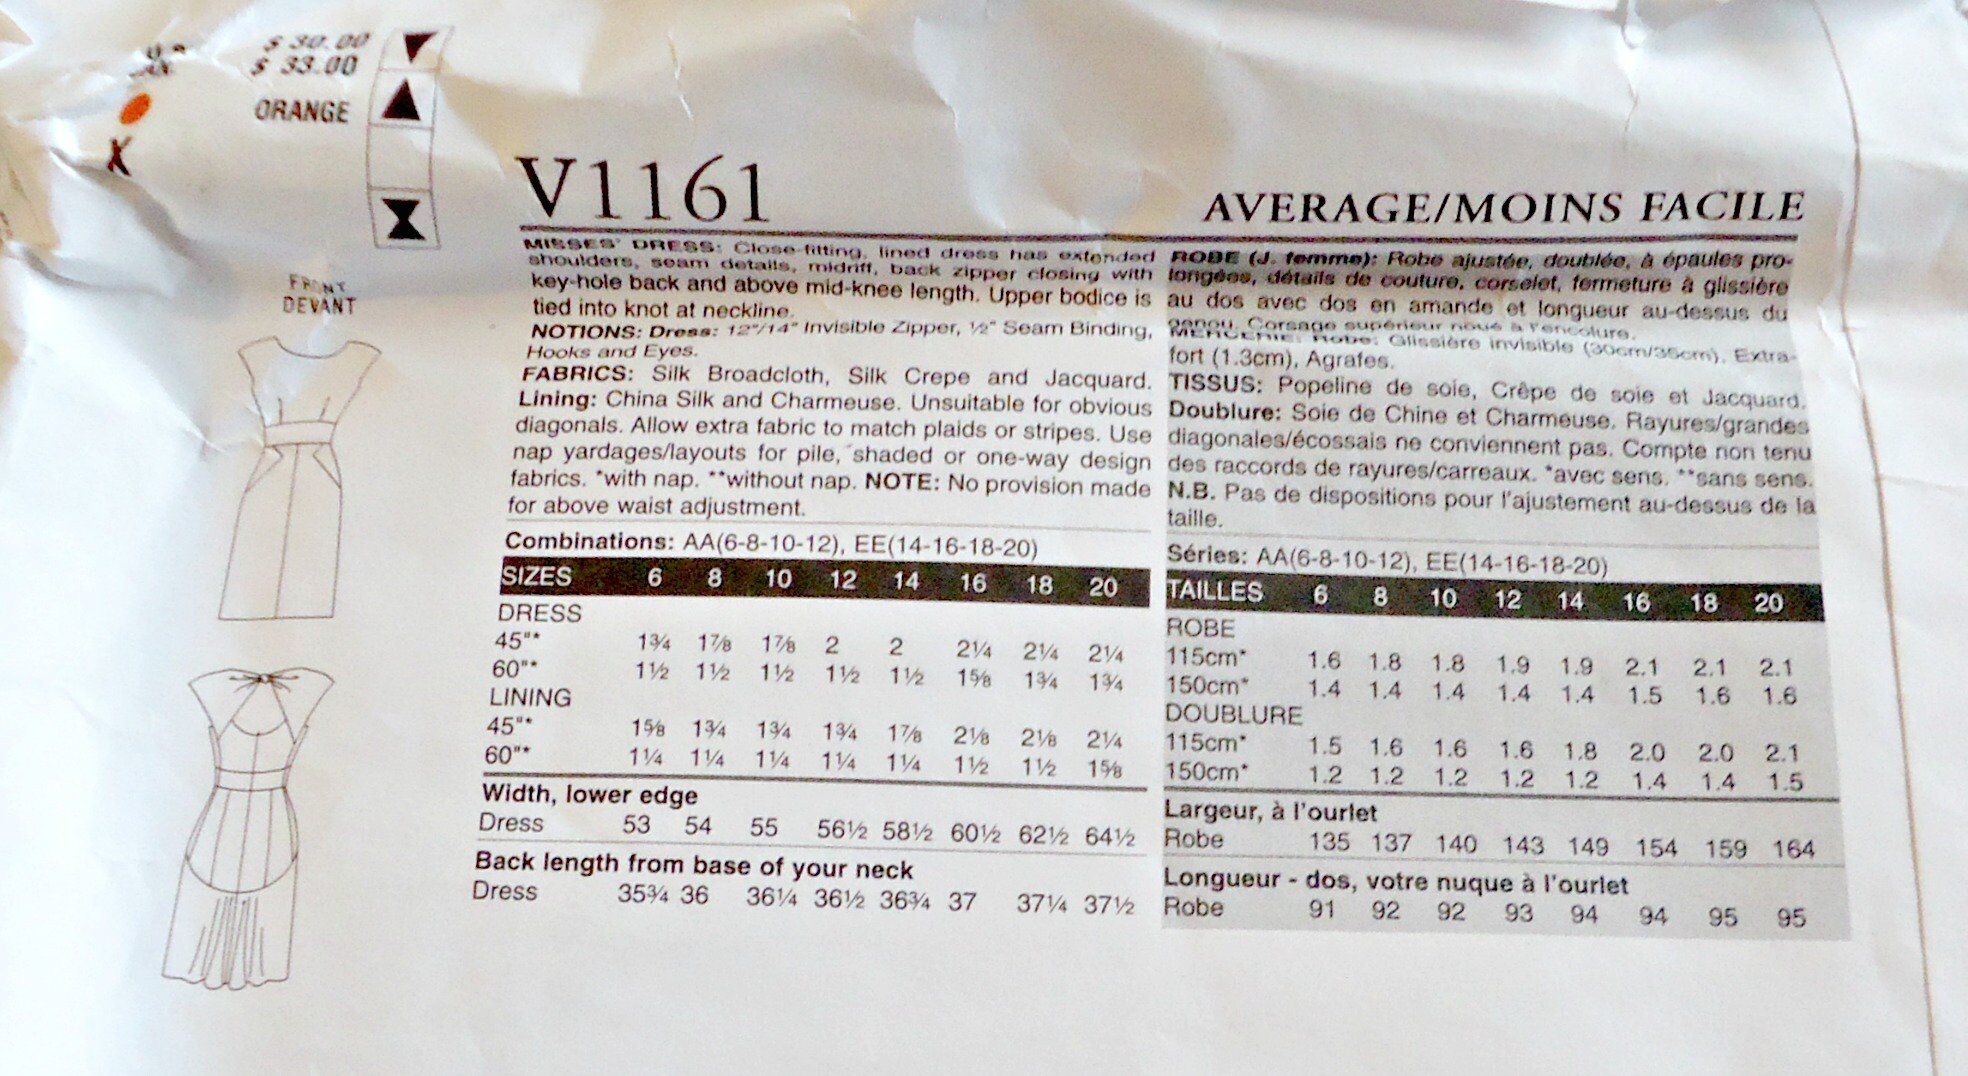 $ 30.00
$ 33.00
ORANGE
K
V1161
AVERAGE/MOINS FACILE
FRONT
DEVANT
MISSES' DRESS: Close-fitting, lined dress has extended
shoulders, seam details, midriff, back zipper closing with
key-hole back and above mid-knee length. Upper bodice is
tied into knot at neckline.
NOTIONS: Dress: 12"/14" Invisible Zipper, ½" Seam Binding,
Hooks and Eyes.
FABRICS: Silk Broadcloth, Silk Crepe and Jacquard.
Lining: China Silk and Charmeuse. Unsuitable for obvious
diagonals. Allow extra fabric to match plaids or stripes. Use
nap yardages/layouts for pile, shaded or one-way design
fabrics. *with nap. **without nap. NOTE: No provision made
for above waist adjustment.
Combinations: AA(6-8-10-12), EE(14-16-18-20)
SIZES 6 8 10 12 14 16 18 20
DRESS
45"* 1¾ 1⅞ 1⅞ 2 2 2¼ 2¼ 2¼
60"* 1½ 1½ 1½ 1½ 1½ 1⅝ 1¾ 1¾
LINING
45"* 1⅝ 1¾ 1¾ 1¾ 1⅞ 2⅛ 2⅛ 2¼
60"* 1¼ 1¼ 1¼ 1¼ 1¼ 1½ 1½ 1⅝
Width, lower edge
Dress 53 54 55 56½ 58½ 60½ 62½ 64½
Back length from base of your neck
Dress 35¾ 36 36¼ 36½ 36¾ 37 37¼ 37½
ROBE (J. femme): Robe ajustée, doublée, à épaules pro-
longées, détails de couture, corselet, fermeture à glissière
au dos avec dos en amande et longueur au-dessus du
genou. Corsage supérieur noué à l'encolure.
MERCERIE: Robe: Glissière invisible (30cm/35cm), Extra-
fort (1.3cm), Agrafes.
TISSUS: Popeline de soie, Crêpe de soie et Jacquard.
Doublure: Soie de Chine et Charmeuse. Rayures/grandes
diagonales/écossais ne conviennent pas. Compte non tenu
des raccords de rayures/carreaux. *avec sens. **sans sens.
N.B. Pas de dispositions pour l'ajustement au-dessus de la
taille.
Séries: AA(6-8-10-12), EE(14-16-18-20)
TAILLES 6 8 10 12 14 16 18 20
ROBE
115cm* 1.6 1.8 1.8 1.9 1.9 2.1 2.1 2.1
150cm* 1.4 1.4 1.4 1.4 1.4 1.5 1.6 1.6
DOUBLURE
115cm* 1.5 1.6 1.6 1.6 1.8 2.0 2.0 2.1
150cm* 1.2 1.2 1.2 1.2 1.2 1.4 1.4 1.5
Largeur, à l'ourlet
Robe 135 137 140 143 149 154 159 164
Longueur - dos, votre nuque à l'ourlet
Robe 91 92 92 93 94 94 95 95